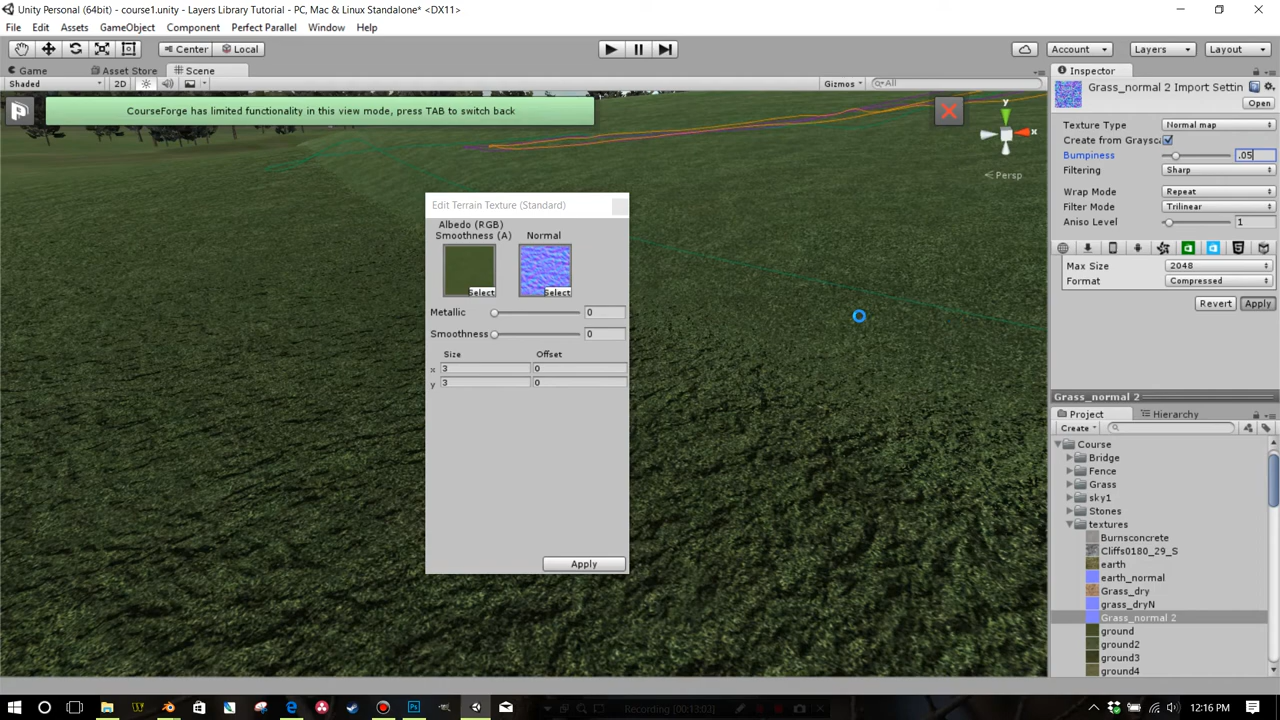 Unity Personal (64bit) - course1.unity - Layers Library Tutorial - PC, Mac & Linux Standalone* <DX11>
File Edit Assets GameObject Component Perfect Parallel Window Help
Center Local Account Layers Layout
Game Asset Store Scene
Shaded 2D Gizmos All
CourseForge has limited functionality in this view mode, press TAB to switch back
y
x
Persp
Edit Terrain Texture (Standard)
Albedo (RGB)
Smoothness (A) Normal
Select Select
Metallic 0
Smoothness 0
Size Offset
x 3 0
y 3 0
Apply
Inspector
Grass_normal 2 Import Settin
Open
Texture Type Normal map
Create from Graysca
Bumpiness .05
Filtering Sharp
Wrap Mode Repeat
Filter Mode Trilinear
Aniso Level 1
Max Size 2048
Format Compressed
Revert Apply
Grass_normal 2
Project Hierarchy
Create
Course
Bridge
Fence
Grass
sky1
Stones
textures
Burnsconcrete
Cliffs0180_29_S
earth
earth_normal
Grass_dry
grass_dryN
Grass_normal 2
ground
ground2
ground3
ground4
Recording [00:13:03]
12:16 PM